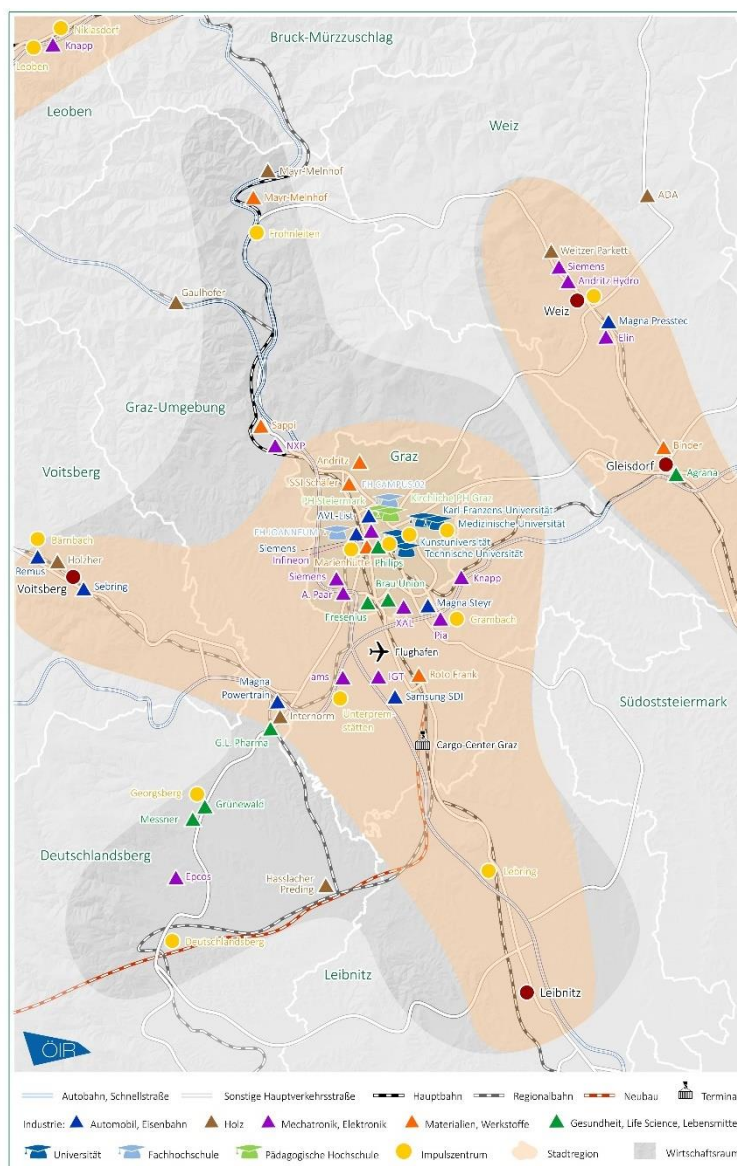 Bruck-Mürzzuschlag
Niklasdorf
Knapp
Leoben
Leoben
Weiz
Mayr-Melnhof
Mayr-Melnhof
ADA
Frohnleiten
Weitzer Parkett
Siemens
Andritz Hydro
Gaulhofer
Weiz
Magna Presstec
Elin
Graz-Umgebung
Sappi
NXP
Graz
Binder
Voitsberg
Andritz
Gleisdorf
Agrana
SSI Schäfer
FH CAMPUS 02
PH Steiermark
Kirchliche PH Graz
Karl-Franzens Universität
AVL-List
Medizinische Universität
FH JOANNEUM
Bärnbach
Kunstuniversität
Siemens
Technische Universität
Infineon
Marienhütte
Philips
Remus
Holzher
Siemens
Brau Union
Knapp
Voitsberg
Sebring
A. Paar
Fresenius
XAL
Magna Steyr
Pia
Grambach
Flughafen
Magna
Powertrain
ams
IGT
Roto Frank
Samsung SDI
Südoststeiermark
Internorm
Unterprem-
stätten
G.L. Pharma
Cargo-Center Graz
Georgsberg
Grünewald
Messner
Deutschlandsberg
Epcos
Hasslacher
Preding
Lebring
Deutschlandsberg
Leibnitz
Leibnitz
ÖIR
Autobahn, Schnellstraße
Sonstige Hauptverkehrsstraße
Hauptbahn
Regionalbahn
Neubau
Termina
Industrie:
Automobil, Eisenbahn
Holz
Mechatronik, Elektronik
Materialien, Werkstoffe
Gesundheit, Life Science, Lebensmitte
Universität
Fachhochschule
Pädagogische Hochschule
Impulszentrum
Stadtregion
Wirtschaftsraum